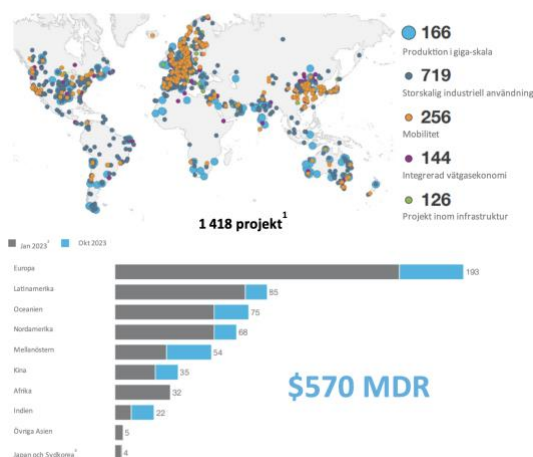 166
Produktion i giga-skala
719
Storskalig industriell användning
256
Mobilitet
144
Integrerad vätgasekonomi
126
Projekt inom infrastruktur
1 418 projekt¹
Jan 2023 Okt 2023
Europa 193
Latinamerika 85
Oceanien 75
Nordamerika 68
Mellanöstern 54
Kina 35
Afrika 32
Indien 22
Övriga Asien 5
Japan och Sydkorea 4
$570 MDR